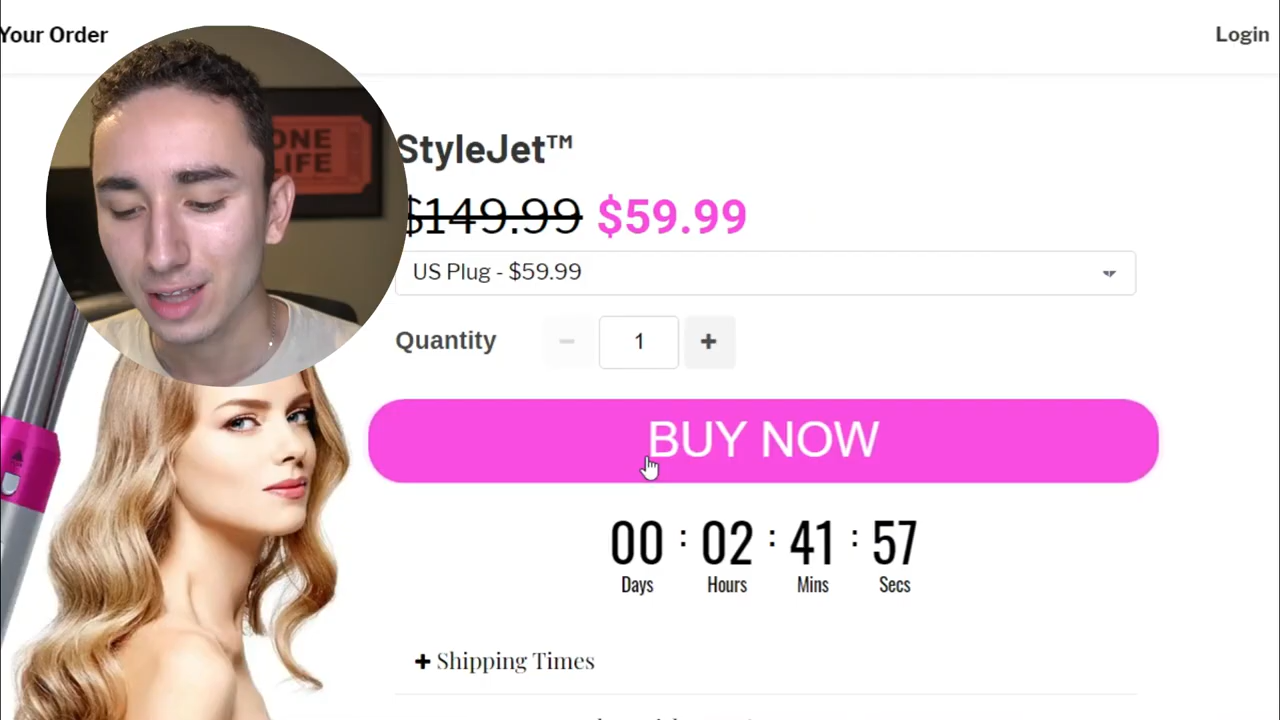 Your Order
Login
ONE
LIFE
StyleJet™
$149.99 $59.99
US Plug - $59.99
Quantity
1
BUY NOW
00 : 02 : 41 : 57
Days Hours Mins Secs
Shipping Times